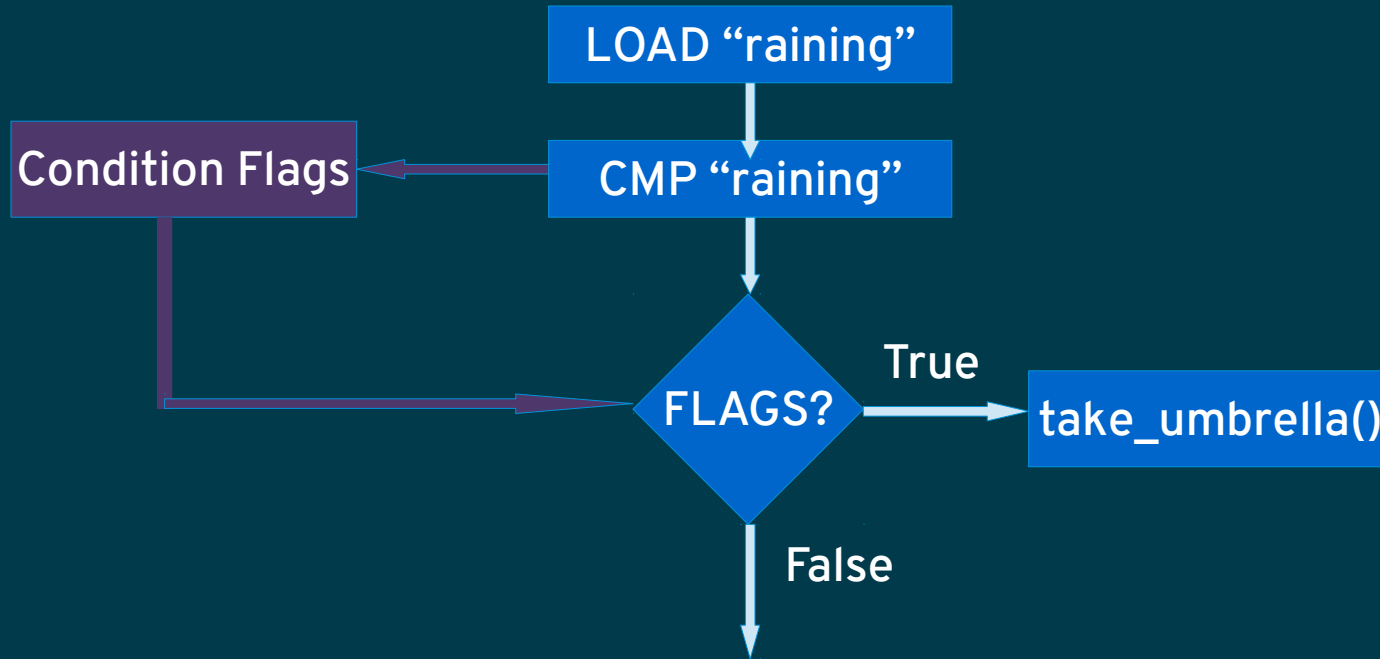 LOAD “raining”
Condition Flags
CMP “raining”
True
FLAGS?
take_umbrella()
False